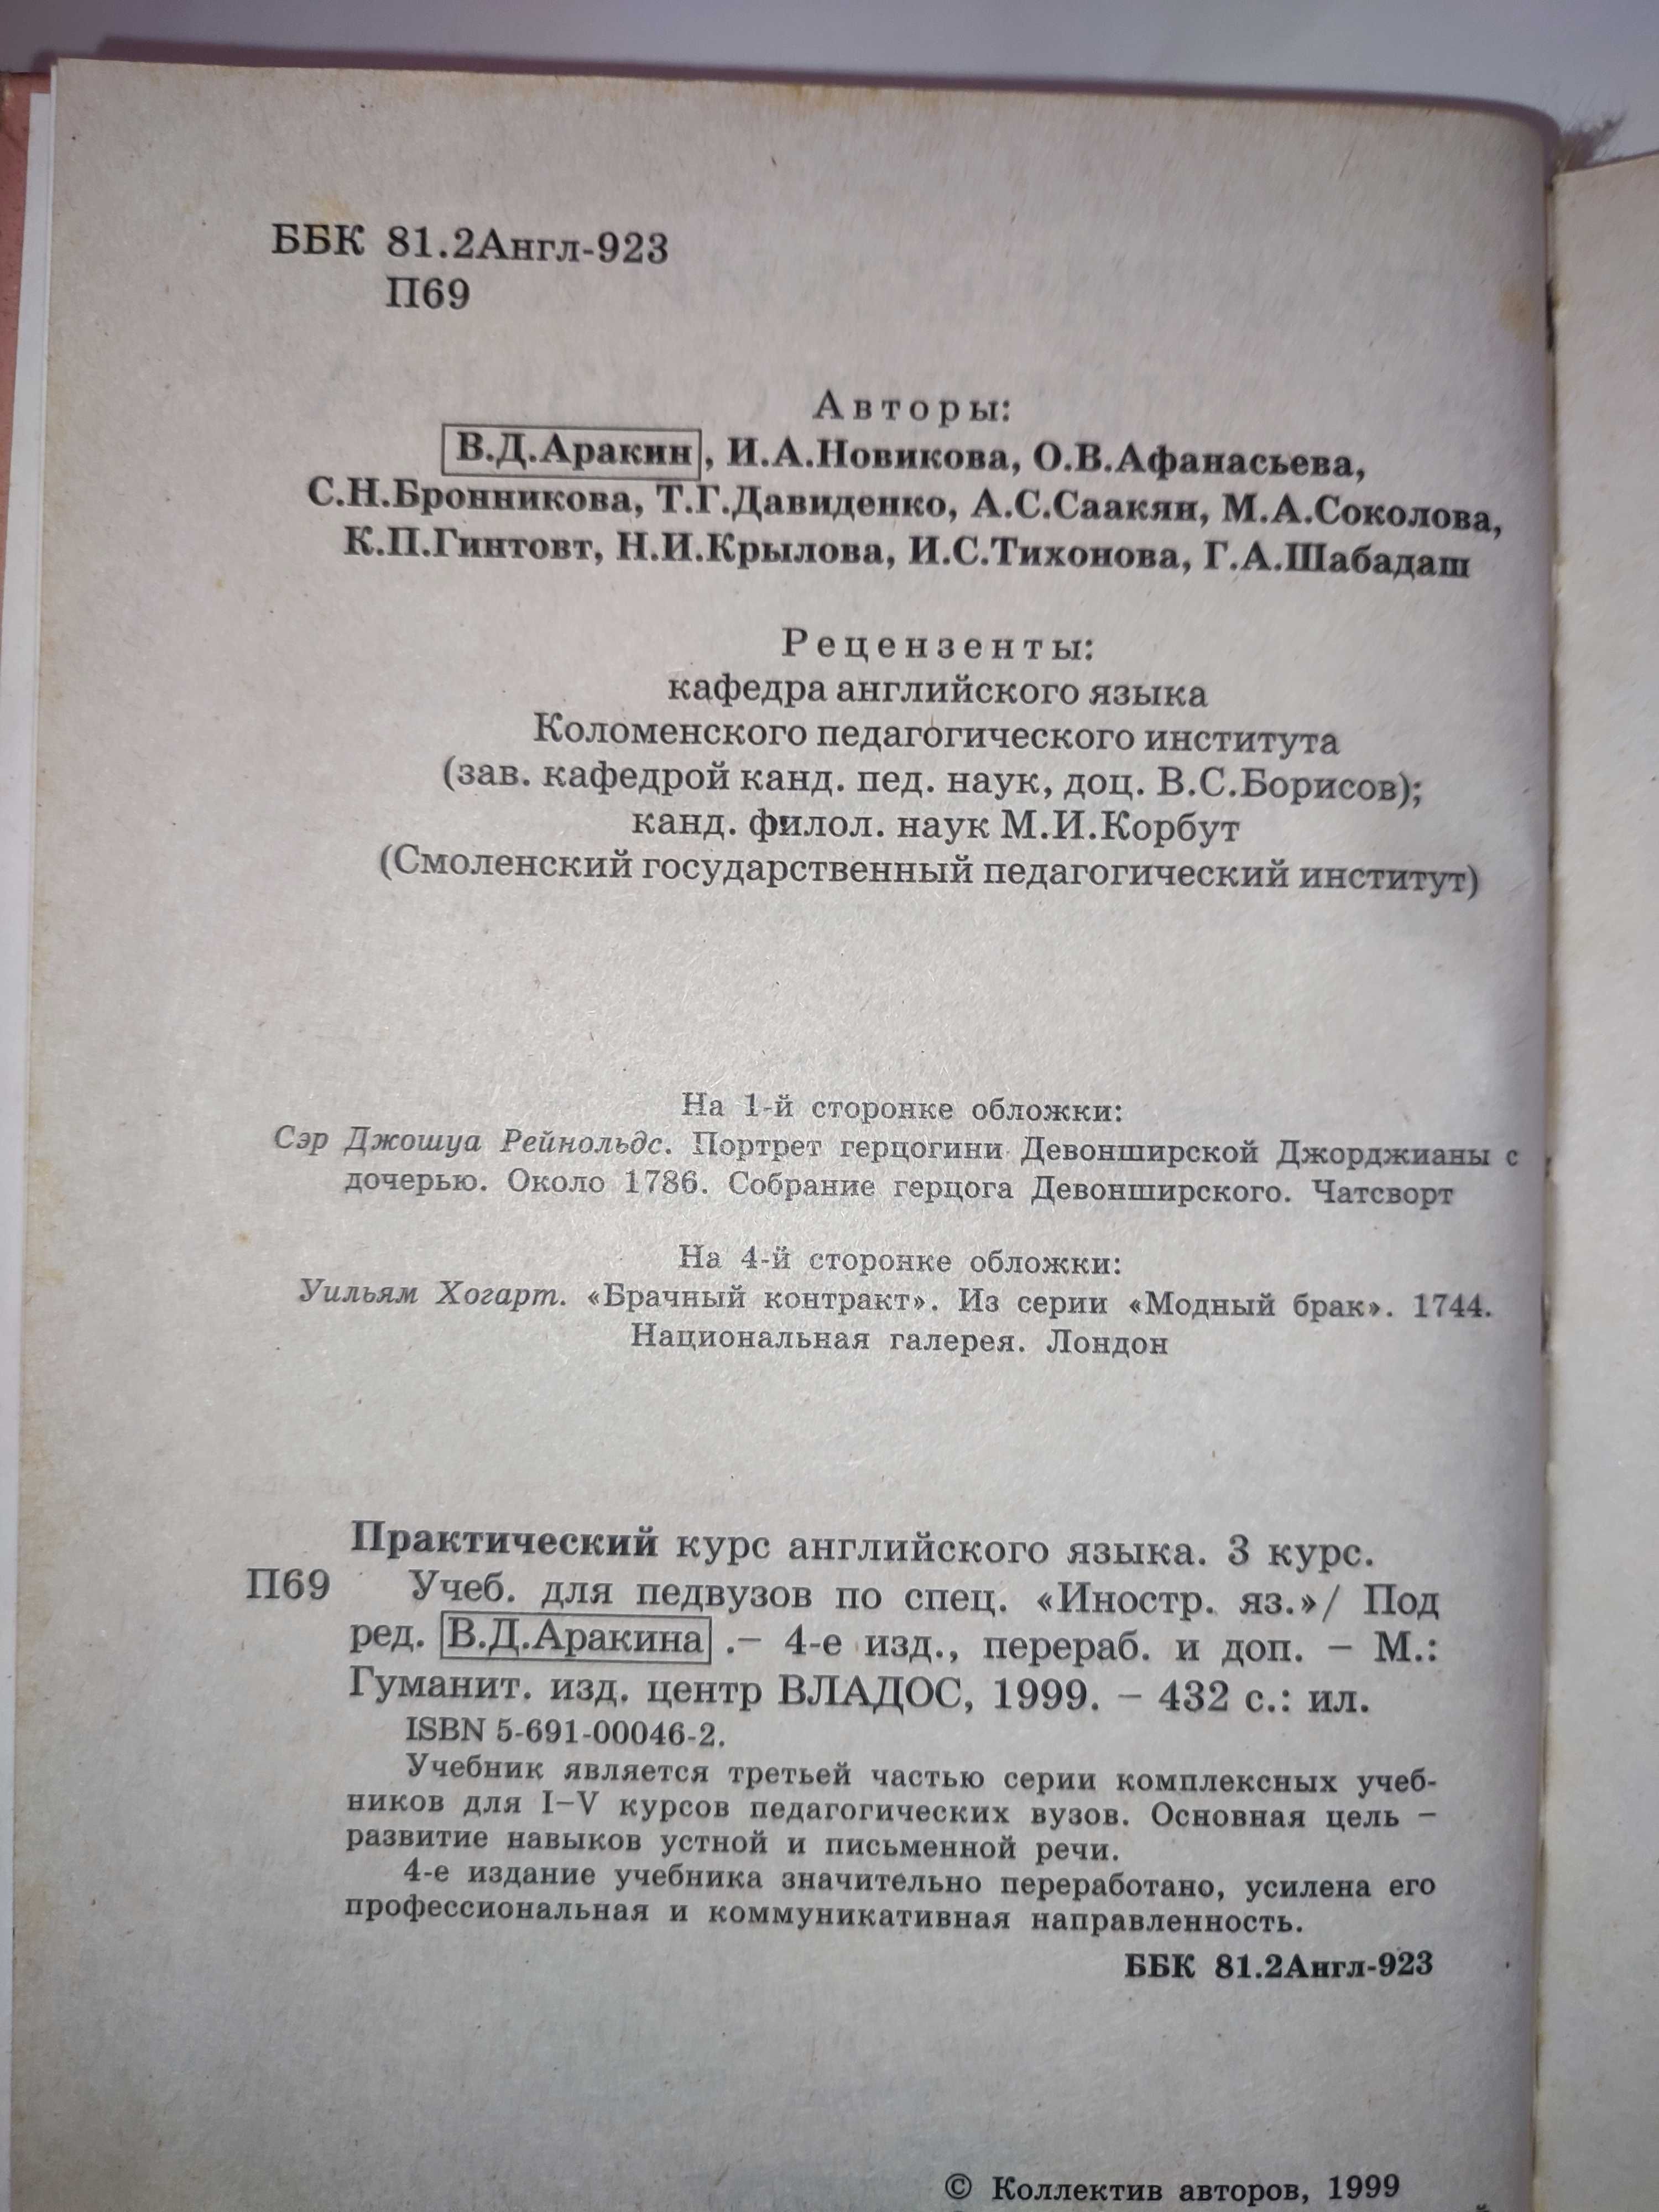 ББК 81.2Англ-923
П69
Авторы:
В.Д.Аракин, И.А.Новикова, О.В.Афанасьева,
С.Н.Бронникова, Т.Г.Давиденко, А.С.Саакян, М.А.Соколова,
К.П.Гинтовт, Н.И.Крылова, И.С.Тихонова, Г.А.Шабадаш
Рецензенты:
кафедра английского языка
Коломенского педагогического института
(зав. кафедрой канд. пед. наук, доц. В.С.Борисов);
канд. филол. наук М.И.Корбут
(Смоленский государственный педагогический институт)
На 1-й сторонке обложки:
Сэр Джошуа Рейнольдс. Портрет герцогини Девонширской Джорджианы с
дочерью. Около 1786. Собрание герцога Девонширского. Чатсворт
На 4-й сторонке обложки:
Уильям Хогарт. «Брачный контракт». Из серии «Модный брак». 1744.
Национальная галерея. Лондон
Практический курс английского языка. 3 курс.
П69 Учеб. для педвузов по спец. «Иностр. яз.»/ Под
ред. В.Д.Аракина .– 4-е изд., перераб. и доп. – М.:
Гуманит. изд. центр ВЛАДОС, 1999. – 432 с.: ил.
ISBN 5-691-00046-2.
Учебник является третьей частью серии комплексных учеб-
ников для I–V курсов педагогических вузов. Основная цель –
развитие навыков устной и письменной речи.
4-е издание учебника значительно переработано, усилена его
профессиональная и коммуникативная направленность.
ББК 81.2Англ-923
© Коллектив авторов, 1999